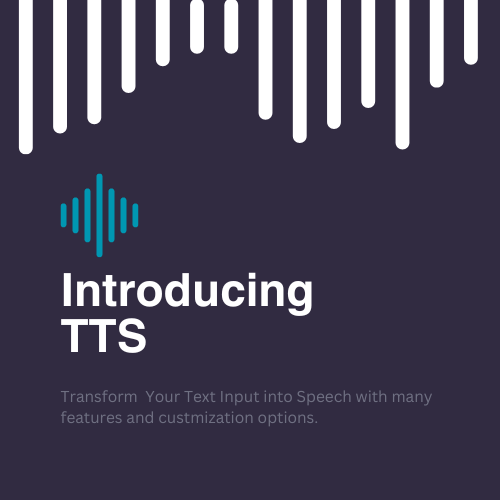 Introducing
TTS
Transform  Your Text Input into Speech with many
features and custmization options.